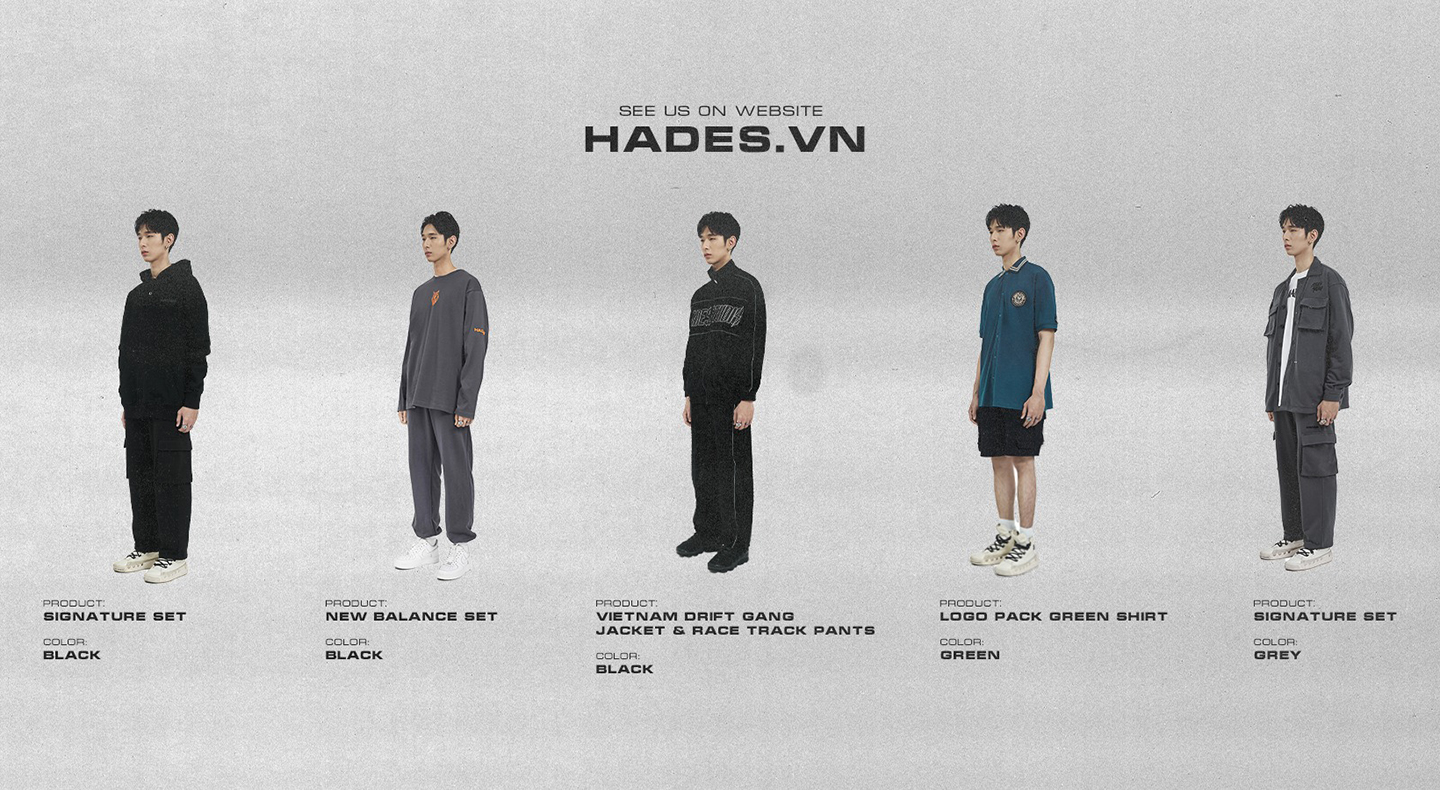 SEE US ON WEBSITE
HADES.VN
PRODUCT:
SIGNATURE SET
COLOR:
BLACK
PRODUCT:
NEW BALANCE SET
COLOR:
BLACK
PRODUCT:
VIETNAM DRIFT GANG
JACKET & RACE TRACK PANTS
COLOR:
BLACK
PRODUCT:
LOGO PACK GREEN SHIRT
COLOR:
GREEN
PRODUCT:
SIGNATURE SET
COLOR:
GREY